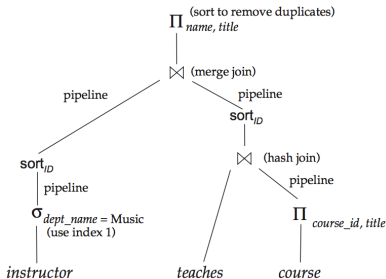 Π name, title (sort to remove duplicates)
⋈ (merge join)
pipeline
pipeline
sort ID
sort ID
pipeline
⋈ (hash join)
pipeline
σ dept_name = Music
(use index 1)
Π course_id, title
instructor
teaches
course